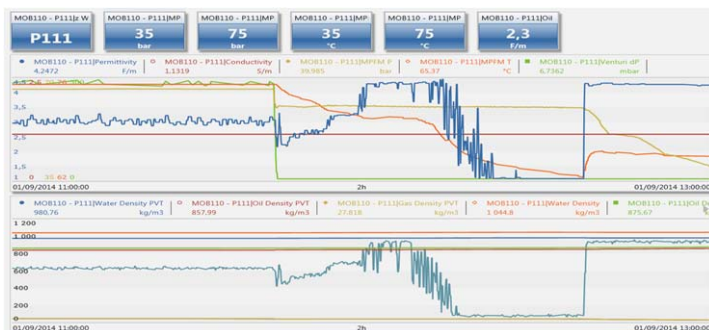 MOB110 - P111|z W MOB110 - P111|MP MOB110 - P111|MP MOB110 - P111|MP MOB110 - P111|MP MOB110 - P111|Oil
P111 35 75 35 75 2,3
bar bar °C °C F/m
MOB110 - P111|Permittivity MOB110 - P111|Conductivity MOB110 - P111|MPFM P MOB110 - P111|MPFM T MOB110 - P111|Venturi dP
4,2472 F/m 1,1319 S/m 39,985 bar 65,37 °C 6,7362 mbar
4
3,5
3
2,5
2
1,5
1 0 35 62 0
01/09/2014 11:00:00 2h 01/09/2014 13:00:00
MOB110 - P111|Water Density PVT MOB110 - P111|Oil Density PVT MOB110 - P111|Gas Density PVT MOB110 - P111|Water Density MOB110 - P111|Oil D
980,76 kg/m3 857,99 kg/m3 27,818 kg/m3 1 044,8 kg/m3 875,67
1 200
1 000
800
600
400
200
01/09/2014 11:00:00 2h 01/09/2014 13:00:00